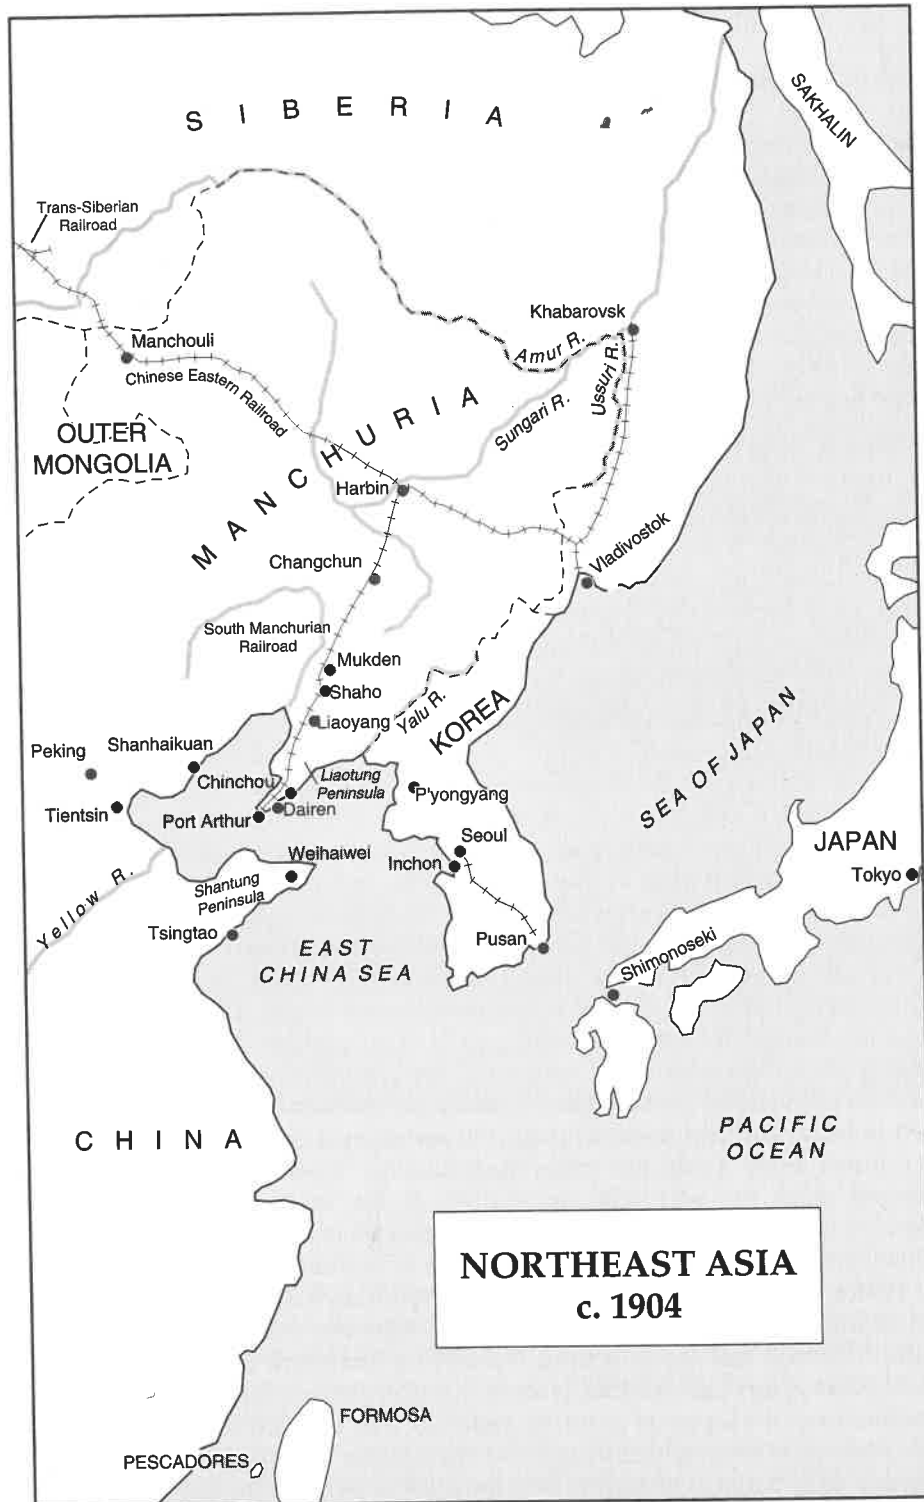 SIBERIA
SAKHALIN
Trans-Siberian
Railroad
Khabarovsk
Manchouli
Amur R.
Ussuri R.
Chinese Eastern Railroad
Sungari R.
OUTER
MONGOLIA
MANCHURIA
Harbin
Changchun
Vladivostok
South Manchurian
Railroad
Mukden
Shaho
Liaoyang
Yalu R.
KOREA
SEA OF JAPAN
Peking
Shanhaikuan
Chinchou
Liaotung
Peninsula
P'yongyang
Tientsin
Port Arthur
Dairen
Seoul
JAPAN
Weihaiwei
Inchon
Tokyo
Shantung
Peninsula
Yellow R.
Tsingtao
Pusan
EAST
CHINA SEA
Shimonoseki
CHINA
PACIFIC
OCEAN
NORTHEAST ASIA
c. 1904
FORMOSA
PESCADORES